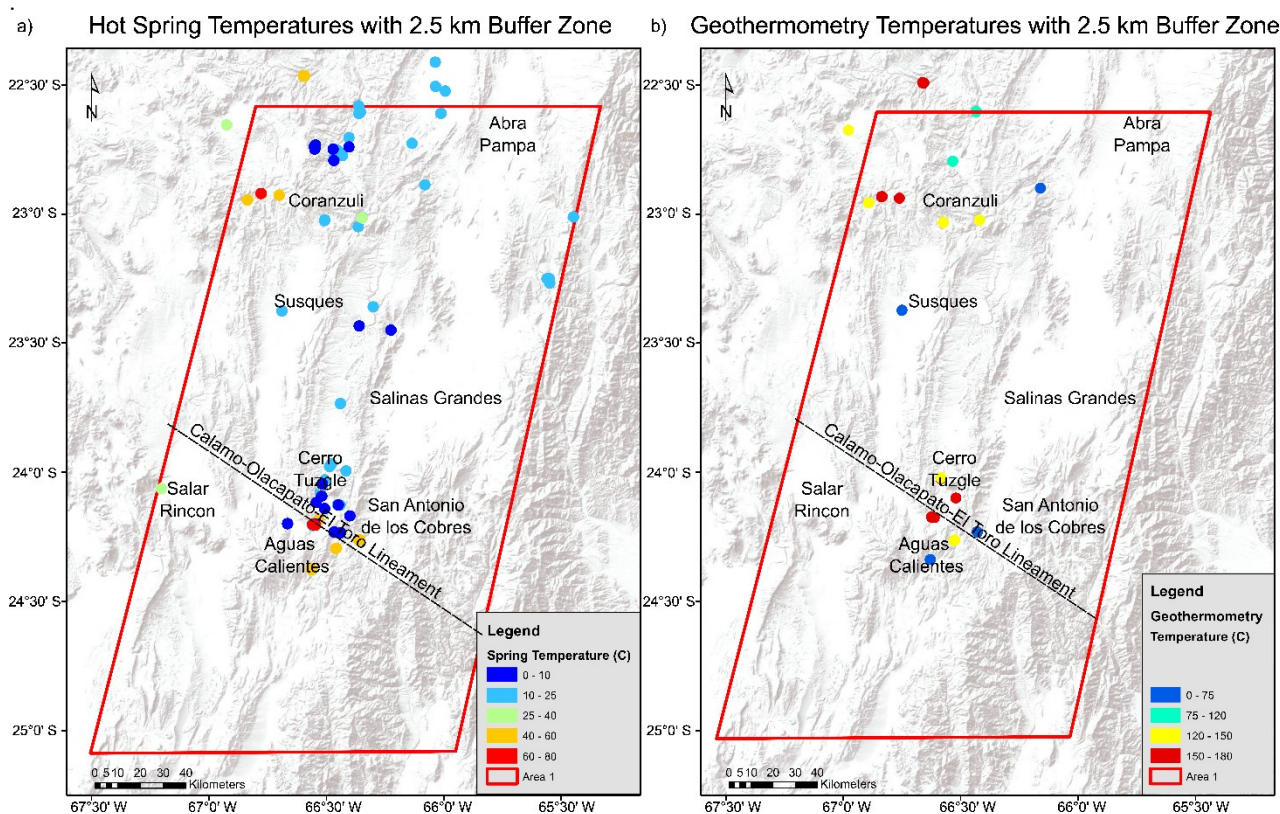 .
a) Hot Spring Temperatures with 2.5 km Buffer Zone
22°30' S
23°0' S
23°30' S
24°0' S
24°30' S
25°0' S
N
Abra
Pampa
Coranzuli
Susques
Salinas Grandes
Calamo-Olacapato-El Toro Lineament
Cerro
Tuzgle
Salar
Rincon
San Antonio
de los Cobres
Aguas
Calientes
Legend
Spring Temperature (C)
0 - 10
10 - 25
25 - 40
40 - 60
60 - 80
Area 1
0 5 10 20 30 40
Kilometers
67°30' W 67°0' W 66°30' W 66°0' W 65°30' W
b) Geothermometry Temperatures with 2.5 km Buffer Zone
22°30' S
23°0' S
23°30' S
24°0' S
24°30' S
25°0' S
N
Abra
Pampa
Coranzuli
Susques
Salinas Grandes
Calamo-Olacapato-El Toro Lineament
Cerro
Tuzgle
Salar
Rincon
San Antonio
de los Cobres
Aguas
Calientes
Legend
Geothermometry
Temperature (C)
0 - 75
75 - 120
120 - 150
150 - 180
Area 1
0 5 10 20 30 40
Kilometers
67°30' W 67°0' W 66°30' W 66°0' W 65°30' W